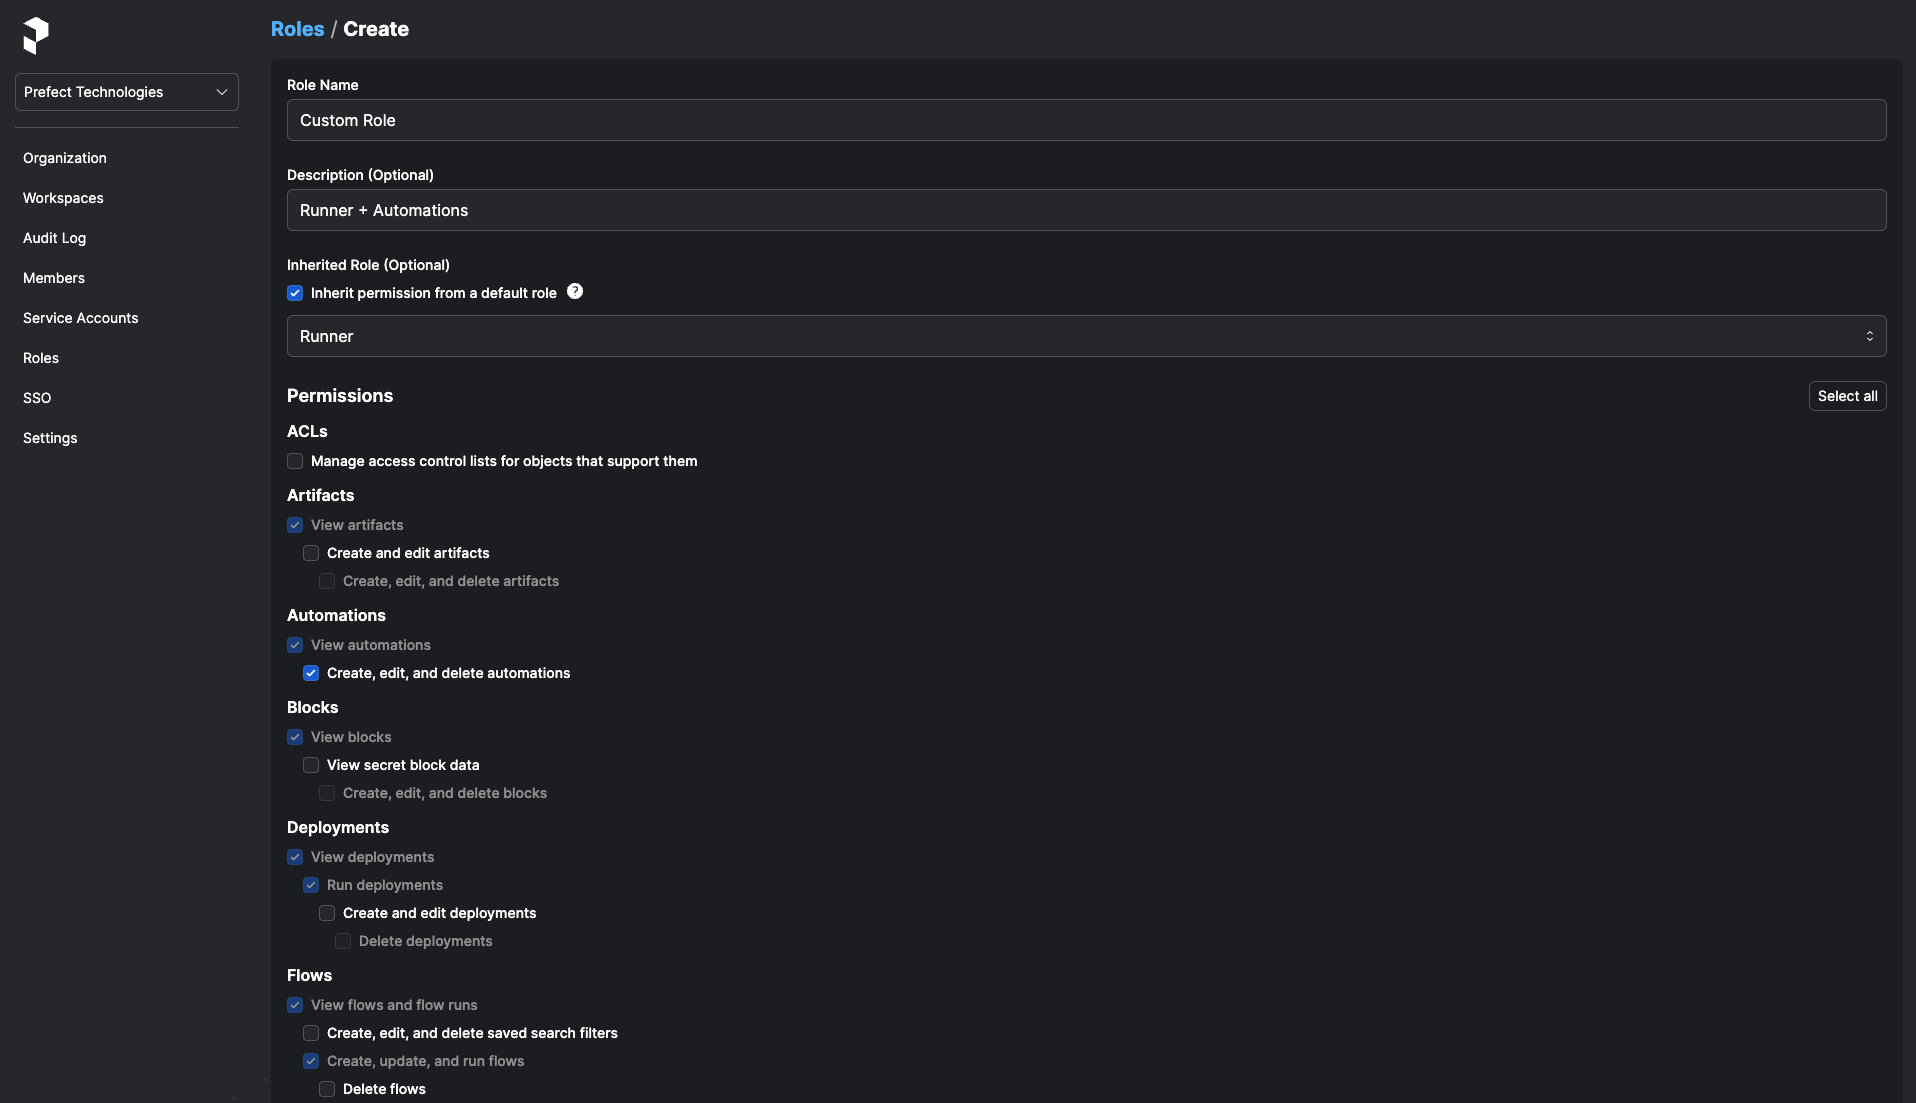 Prefect Technologies
Organization
Workspaces
Audit Log
Members
Service Accounts
Roles
SSO
Settings
Roles / Create
Role Name
Custom Role
Description (Optional)
Runner + Automations
Inherited Role (Optional)
Inherit permission from a default role ?
Runner
Permissions
Select all
ACLs
Manage access control lists for objects that support them
Artifacts
View artifacts
Create and edit artifacts
Create, edit, and delete artifacts
Automations
View automations
Create, edit, and delete automations
Blocks
View blocks
View secret block data
Create, edit, and delete blocks
Deployments
View deployments
Run deployments
Create and edit deployments
Delete deployments
Flows
View flows and flow runs
Create, edit, and delete saved search filters
Create, update, and run flows
Delete flows